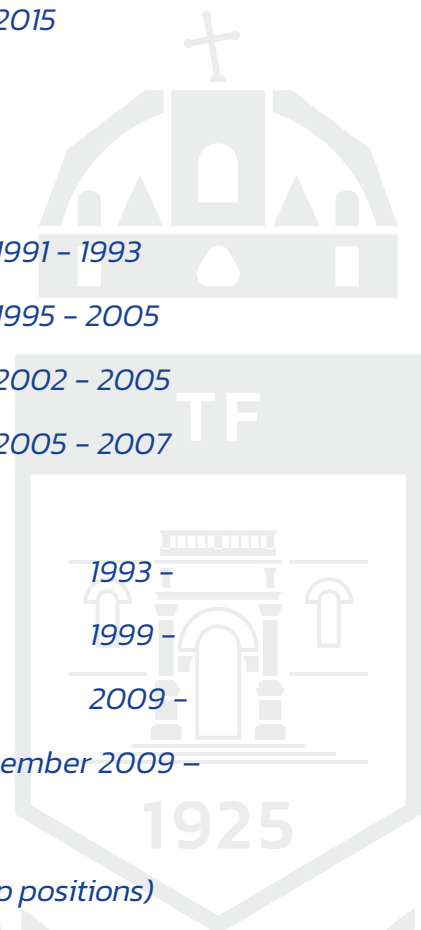 2015
1991 – 1993
1995 – 2005
2002 – 2005
TF
2005 – 2007
1993 –
1999 –
2009 –
ember 2009 –
1925
p positions)